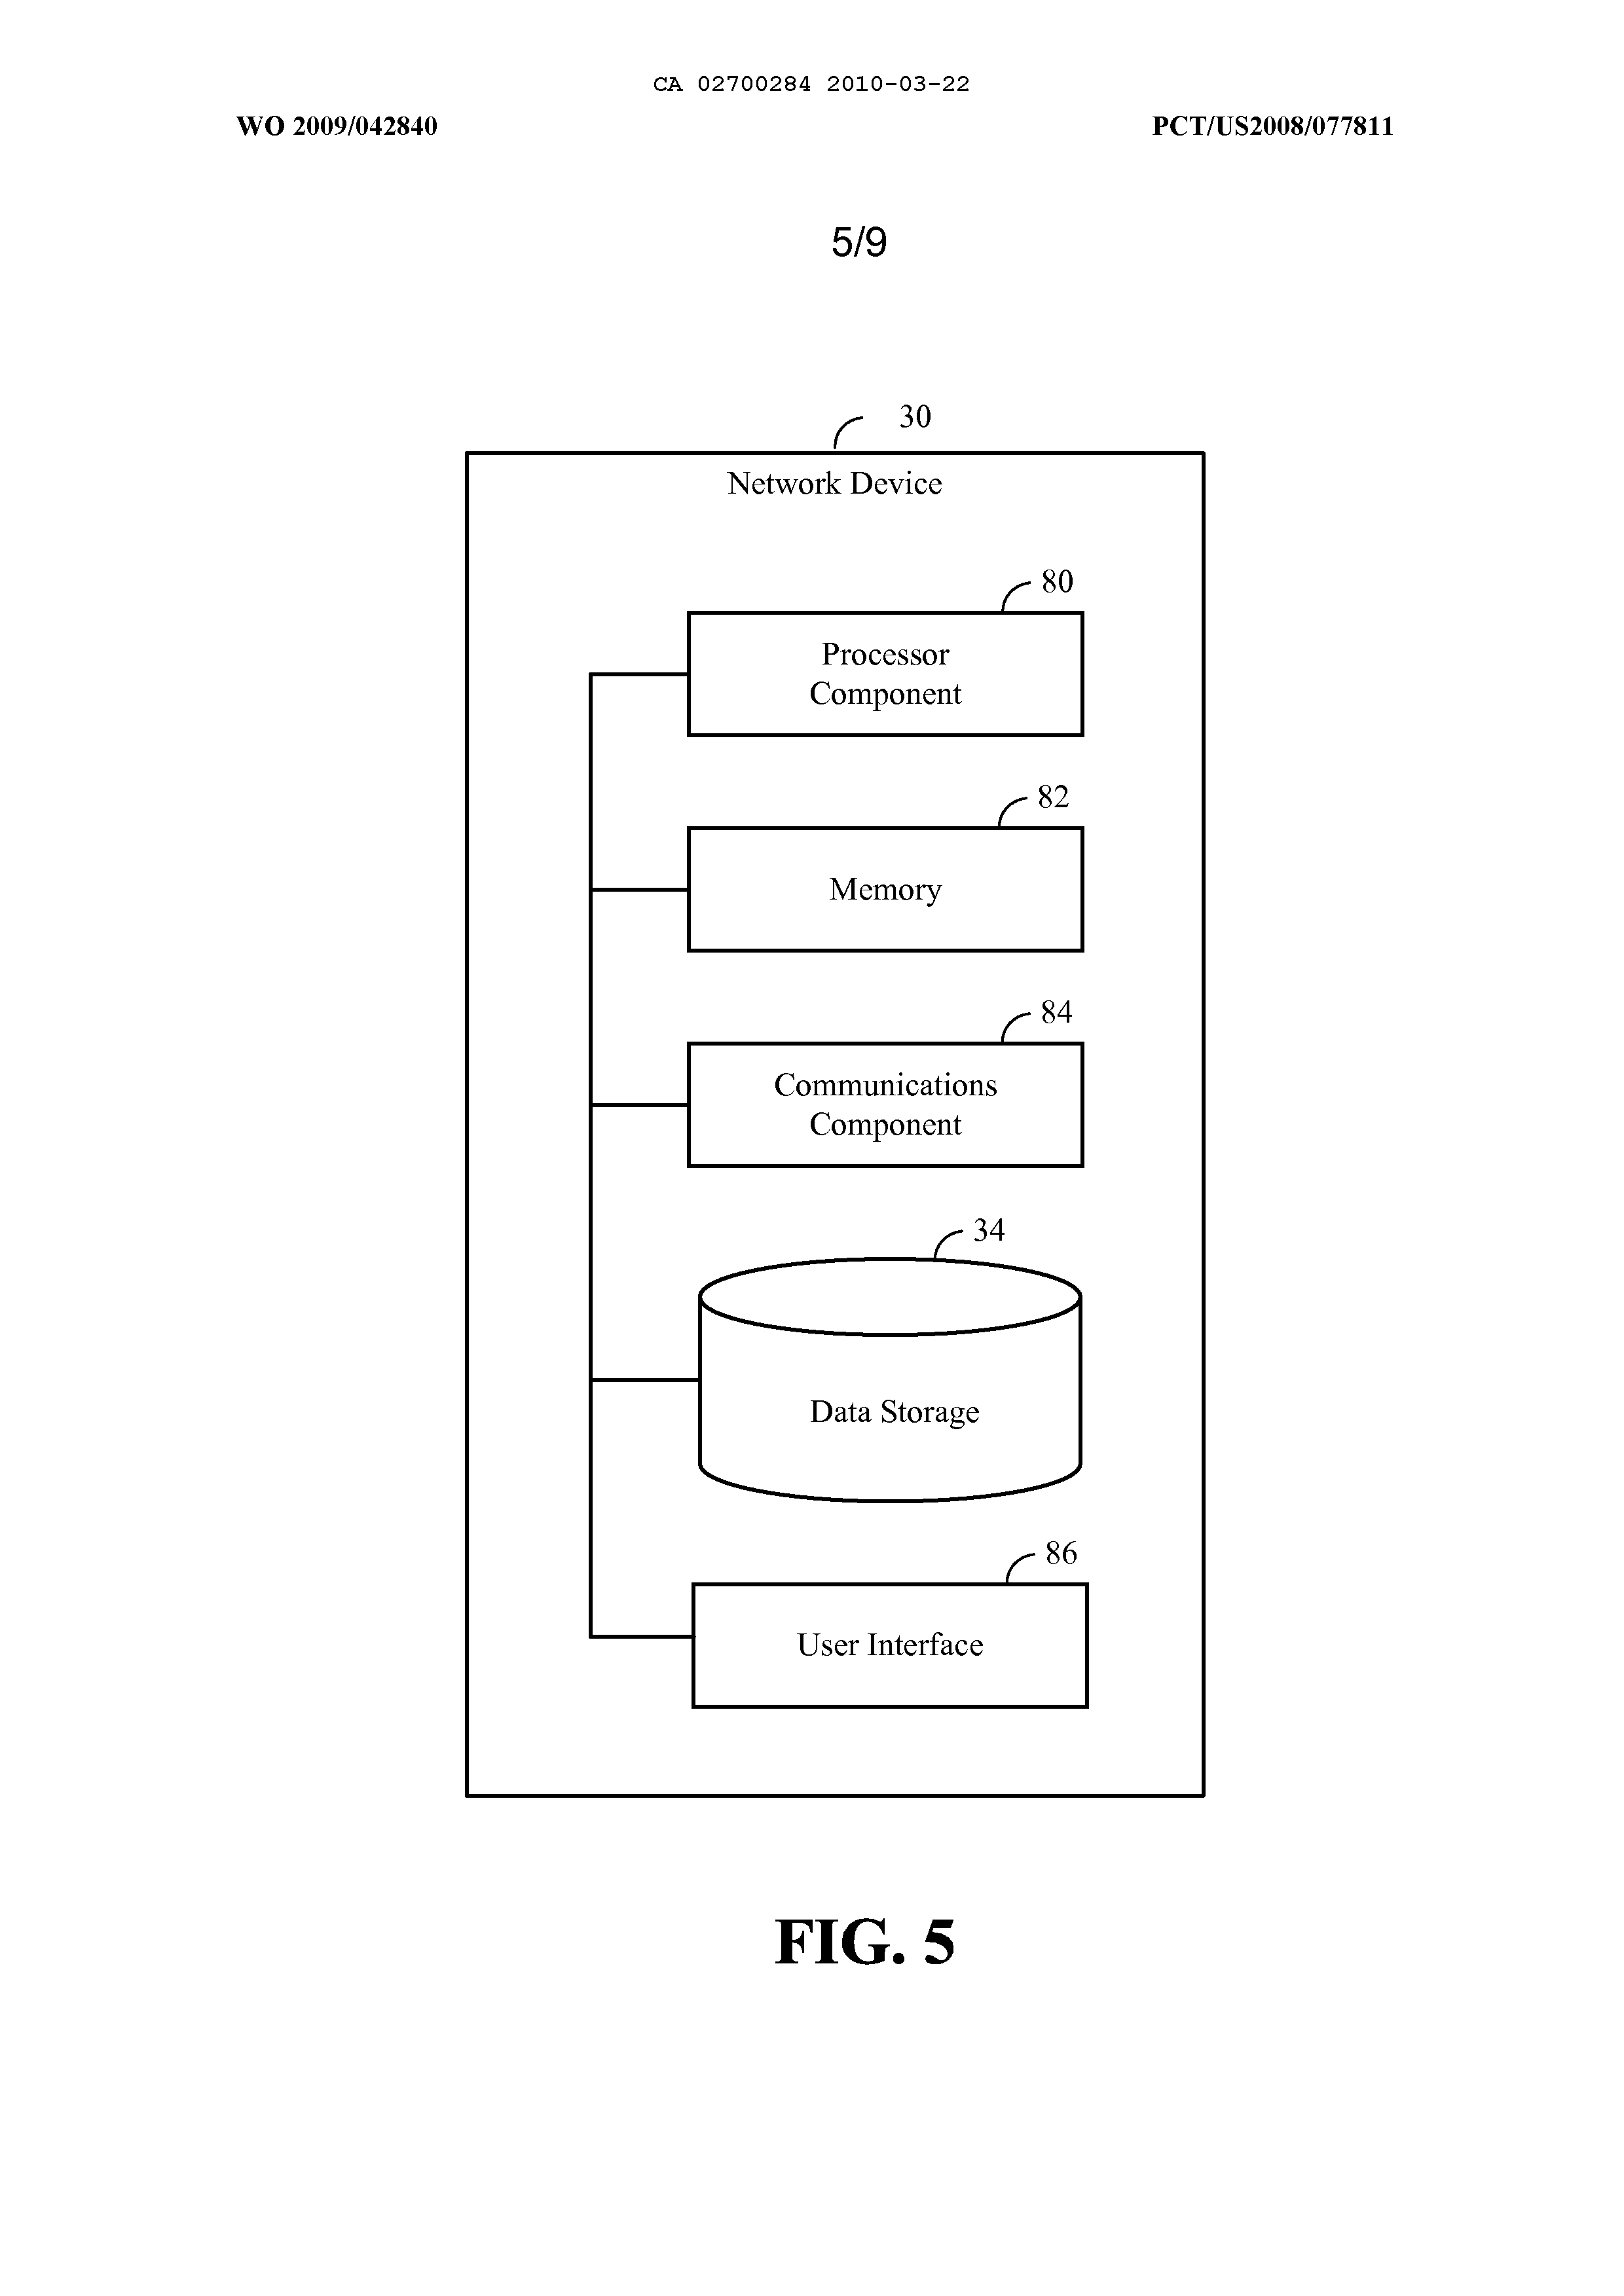 CA 02700284 2010-03-22
WO 2009/042840
PCT/US2008/077811
5/9
30
Network Device
80
Processor
Component
82
Memory
84
Communications
Component
34
Data Storage
86
User Interface
FIG. 5